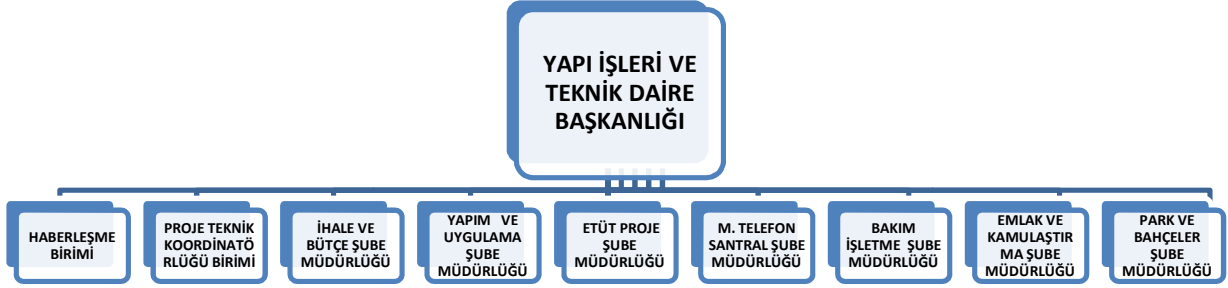 YAPI İŞLERİ VE
TEKNİK DAİRE
BAŞKANLIĞI
HABERLEŞME
BİRİMİ
PROJE TEKNİK
KOORDİNATÖ
RLÜĞÜ BİRİMİ
İHALE VE
BÜTÇE ŞUBE
MÜDÜRLÜĞÜ
YAPIM VE
UYGULAMA
ŞUBE
MÜDÜRLÜĞÜ
ETÜT PROJE
ŞUBE
MÜDÜRLÜĞÜ
M. TELEFON
SANTRAL ŞUBE
MÜDÜRLÜĞÜ
BAKIM
İŞLETME ŞUBE
MÜDÜRLÜĞÜ
EMLAK VE
KAMULAŞTIR
MA ŞUBE
MÜDÜRLÜĞÜ
PARK VE
BAHÇELER
ŞUBE
MÜDÜRLÜĞÜ